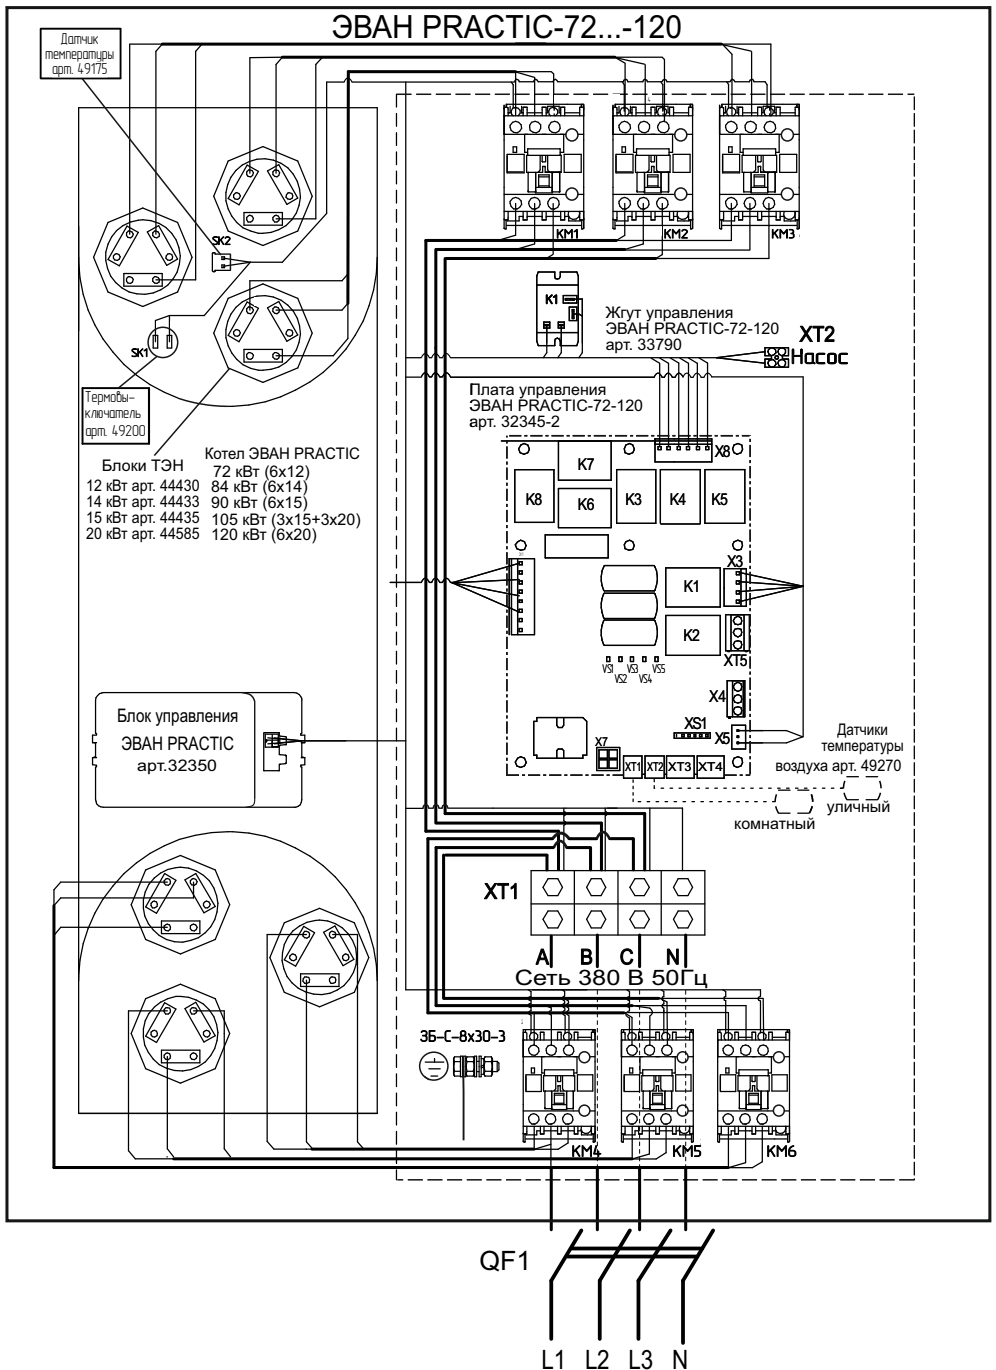 ЭВАН PRACTIC-72...-120
Датчик
температуры
арт. 49175
KM1
KM2
KM3
SK2
K1
Жгут управления
ЭВАН PRACTIC-72-120
арт. 33790
XT2
Насос
SK1
Термовы-
ключатель
арт. 49200
Плата управления
ЭВАН PRACTIC-72-120
арт. 32345-2
Блоки ТЭН
12 кВт арт. 44430
14 кВт арт. 44433
15 кВт арт. 44435
20 кВт арт. 44585
Котел ЭВАН PRACTIC
72 кВт (6x12)
84 кВт (6x14)
90 кВт (6x15)
105 кВт (3x15+3x20)
120 кВт (6x20)
X8
K7
K8
K6
K3
K4
K5
X3
K1
K2
XT5
VS1
VS2
VS3
VS4
VS5
X4
XS1
X5
X7
XT1
XT2
XT3
XT4
Блок управления
ЭВАН PRACTIC
арт.32350
Датчики
температуры
воздуха арт. 49270
уличный
комнатный
XT1
A
B
C
N
Сеть 380 В 50Гц
ЗБ-С-8х30-3
KM4
KM5
KM6
QF1
L1
L2
L3
N